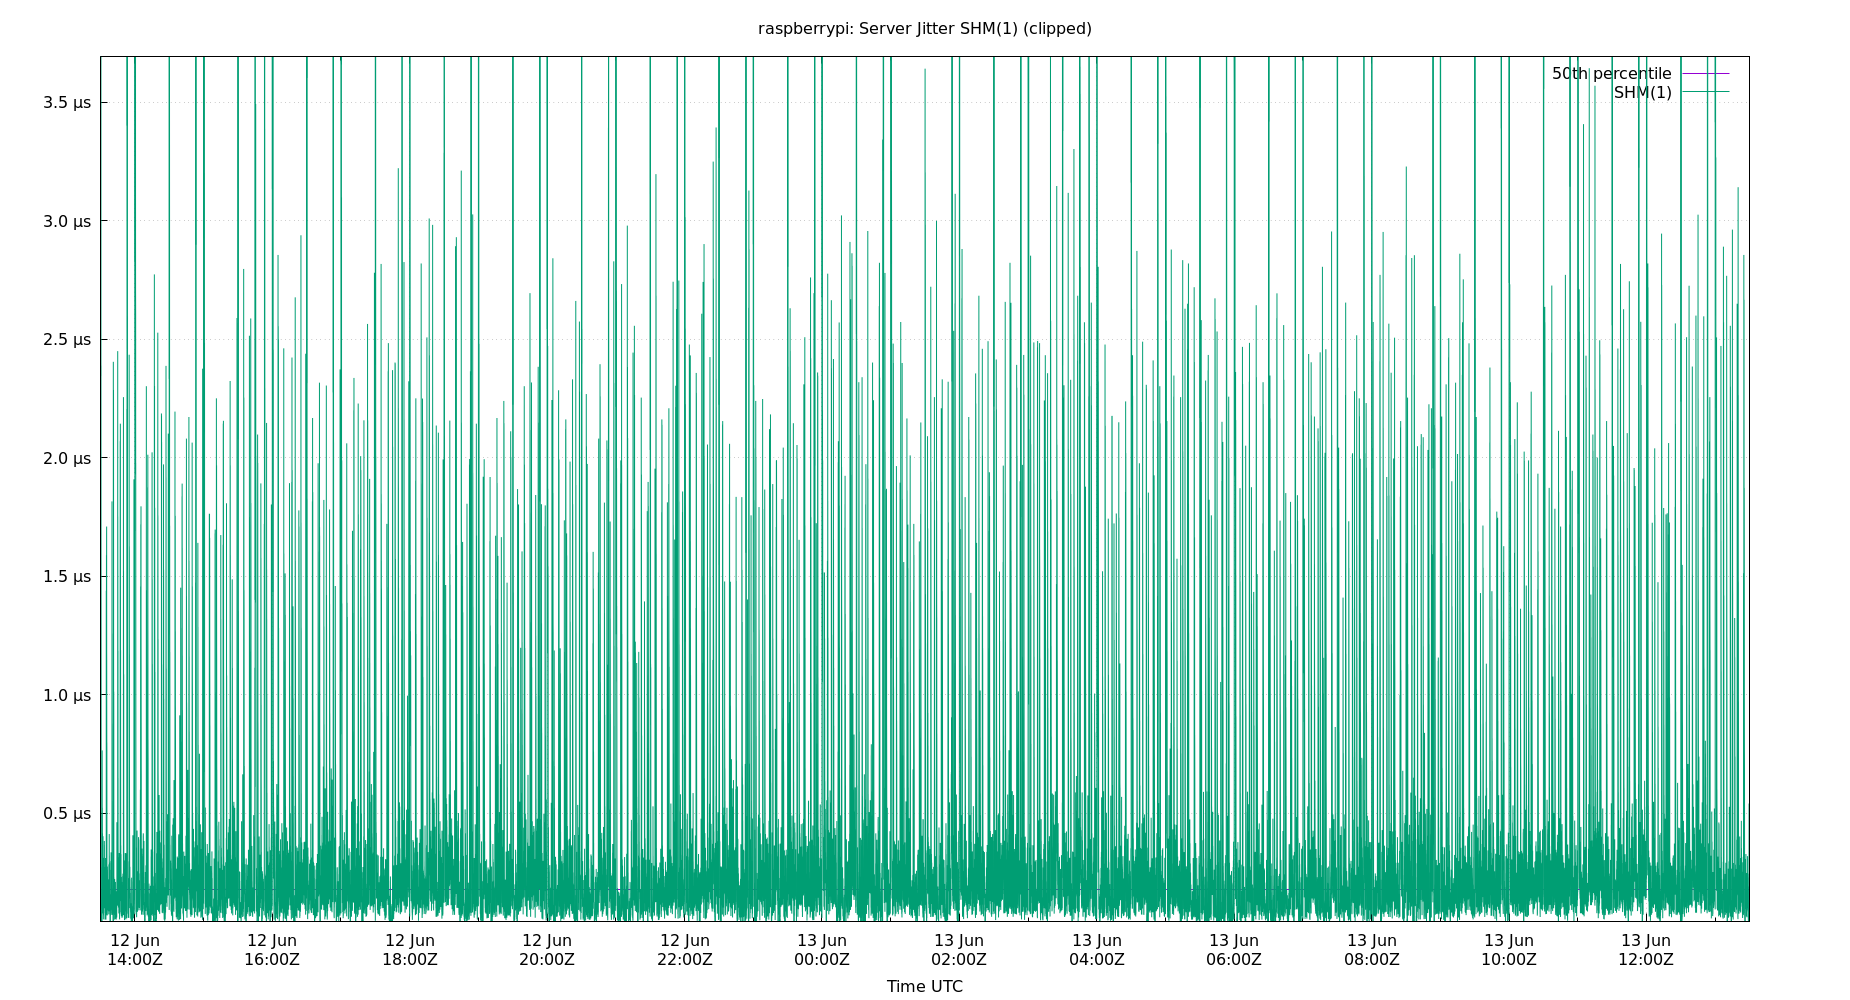 raspberrypi: Server Jitter SHM(1) (clipped)
50th percentile
SHM(1)
3.5 µs
3.0 µs
2.5 µs
2.0 µs
1.5 µs
1.0 µs
0.5 µs
12 Jun 12 Jun 12 Jun 12 Jun 12 Jun 13 Jun 13 Jun 13 Jun 13 Jun 13 Jun 13 Jun 13 Jun
14:00Z 16:00Z 18:00Z 20:00Z 22:00Z 00:00Z 02:00Z 04:00Z 06:00Z 08:00Z 10:00Z 12:00Z
Time UTC